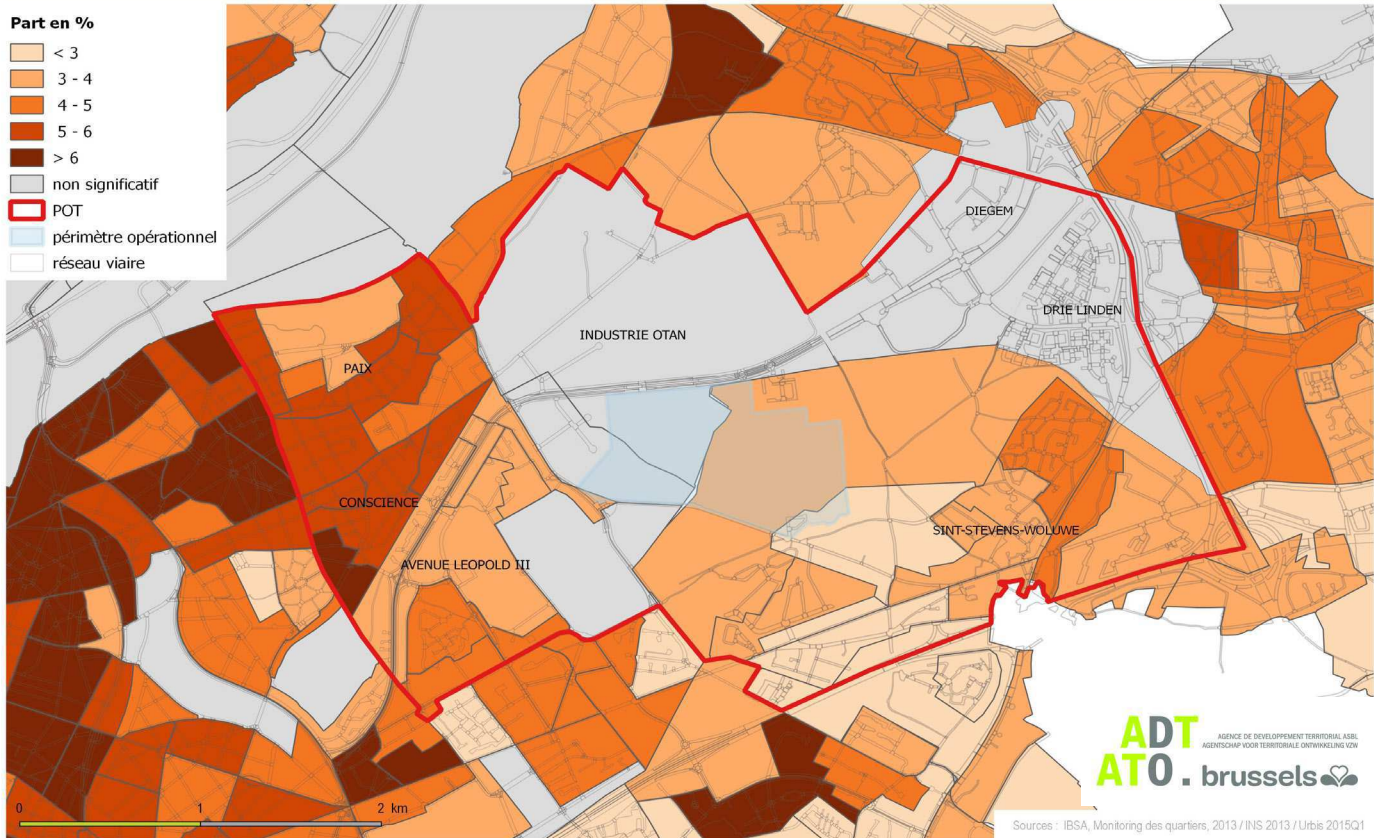 Part en %
< 3
3 - 4
4 - 5
5 - 6
> 6
non significatif
POT
périmètre opérationnel
réseau viaire
DIEGEM
DRIE LINDEN
INDUSTRIE OTAN
PAIX
CONSCIENCE
SINT-STEVENS-WOLUWE
AVENUE LEOPOLD III
ADT
ATO.
AGENCE DE DEVELOPPEMENT TERRITORIAL ASBL
AGENTSCHAP VOOR TERRITORIALE ONTWIKKELING VZW
brussels
0 1 2 km
Sources : IBSA, Monitoring des quartiers, 2013 / INS 2013 / Urbis 2015Q1